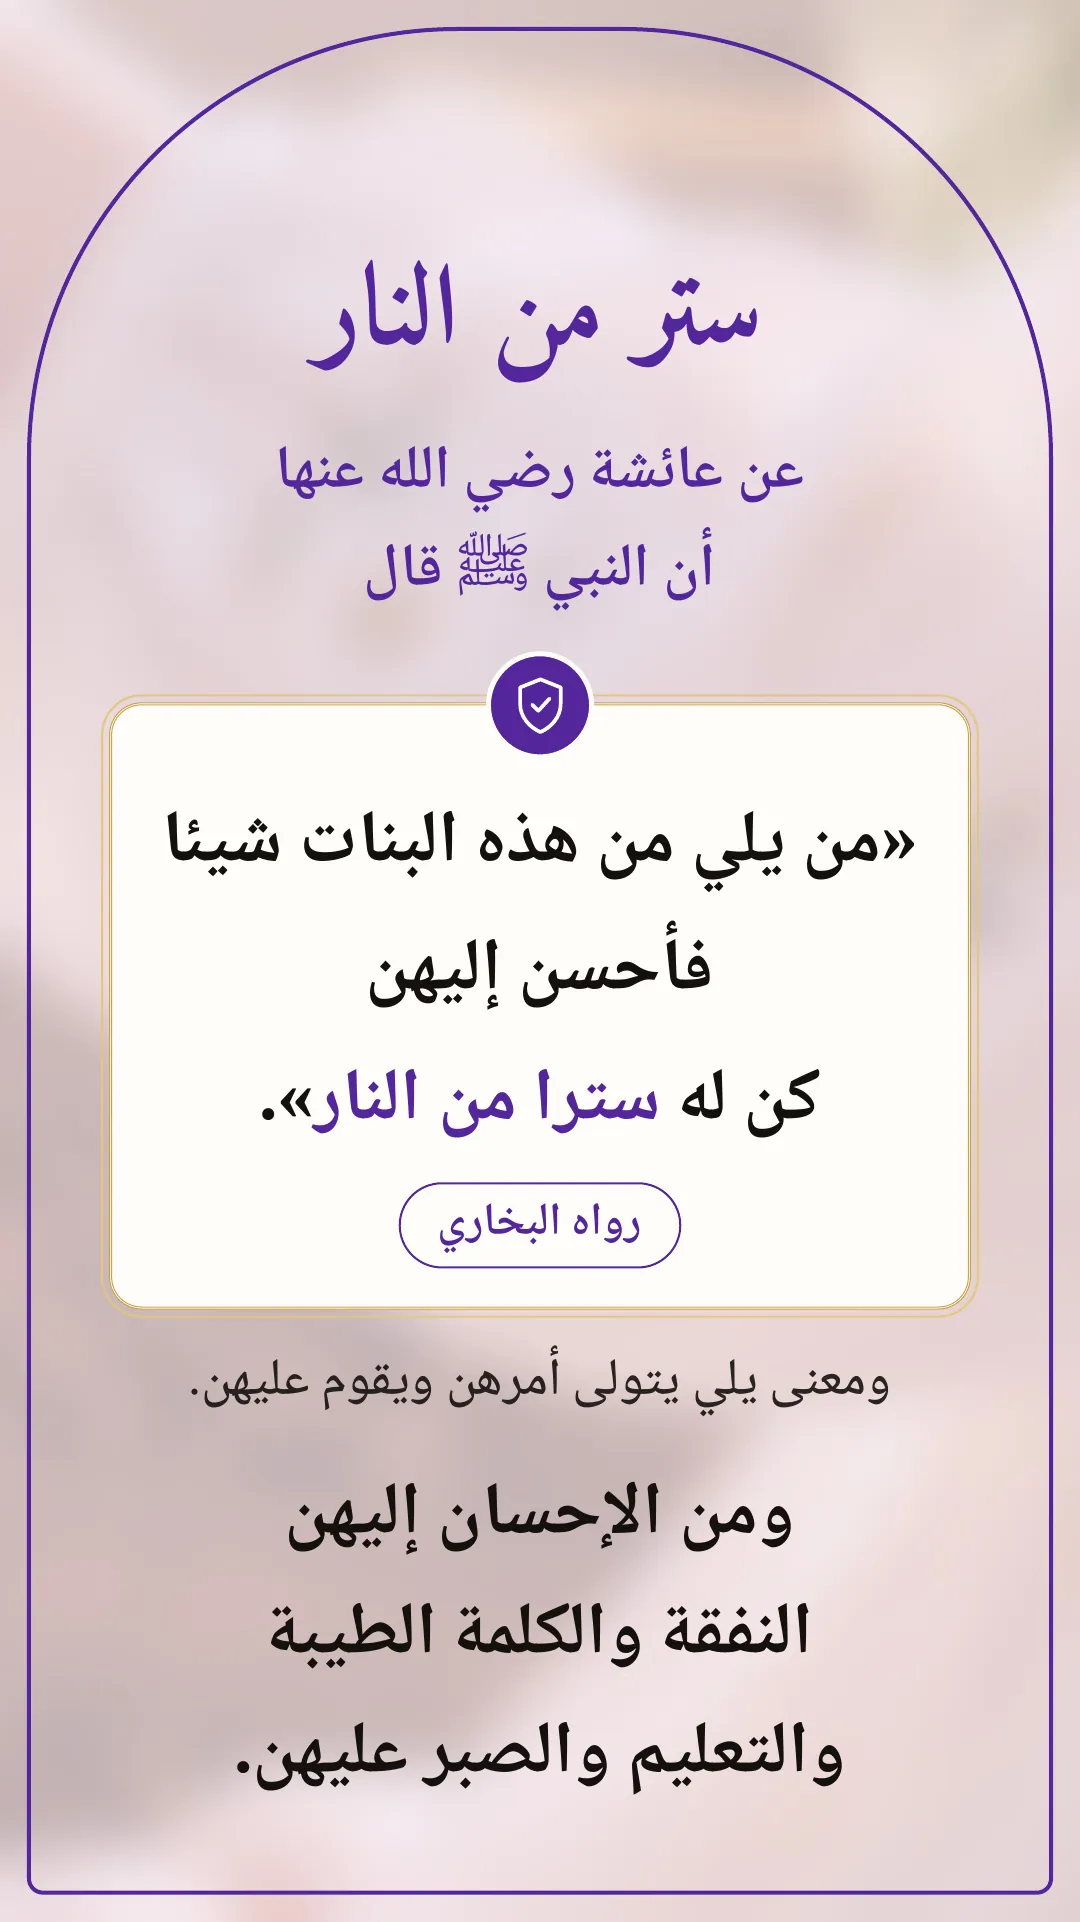 ستر من النار
عن عائشة رضي الله عنها
أن النبي ﷺ قال
«من يلي من هذه البنات شيئا
فأحسن إليهن
كن له سترا من النار».
رواه البخاري
ومعنى يلي يتولى أمرهن ويقوم عليهن.
ومن الإحسان إليهن
النفقة والكلمة الطيبة
والتعليم والصبر عليهن.